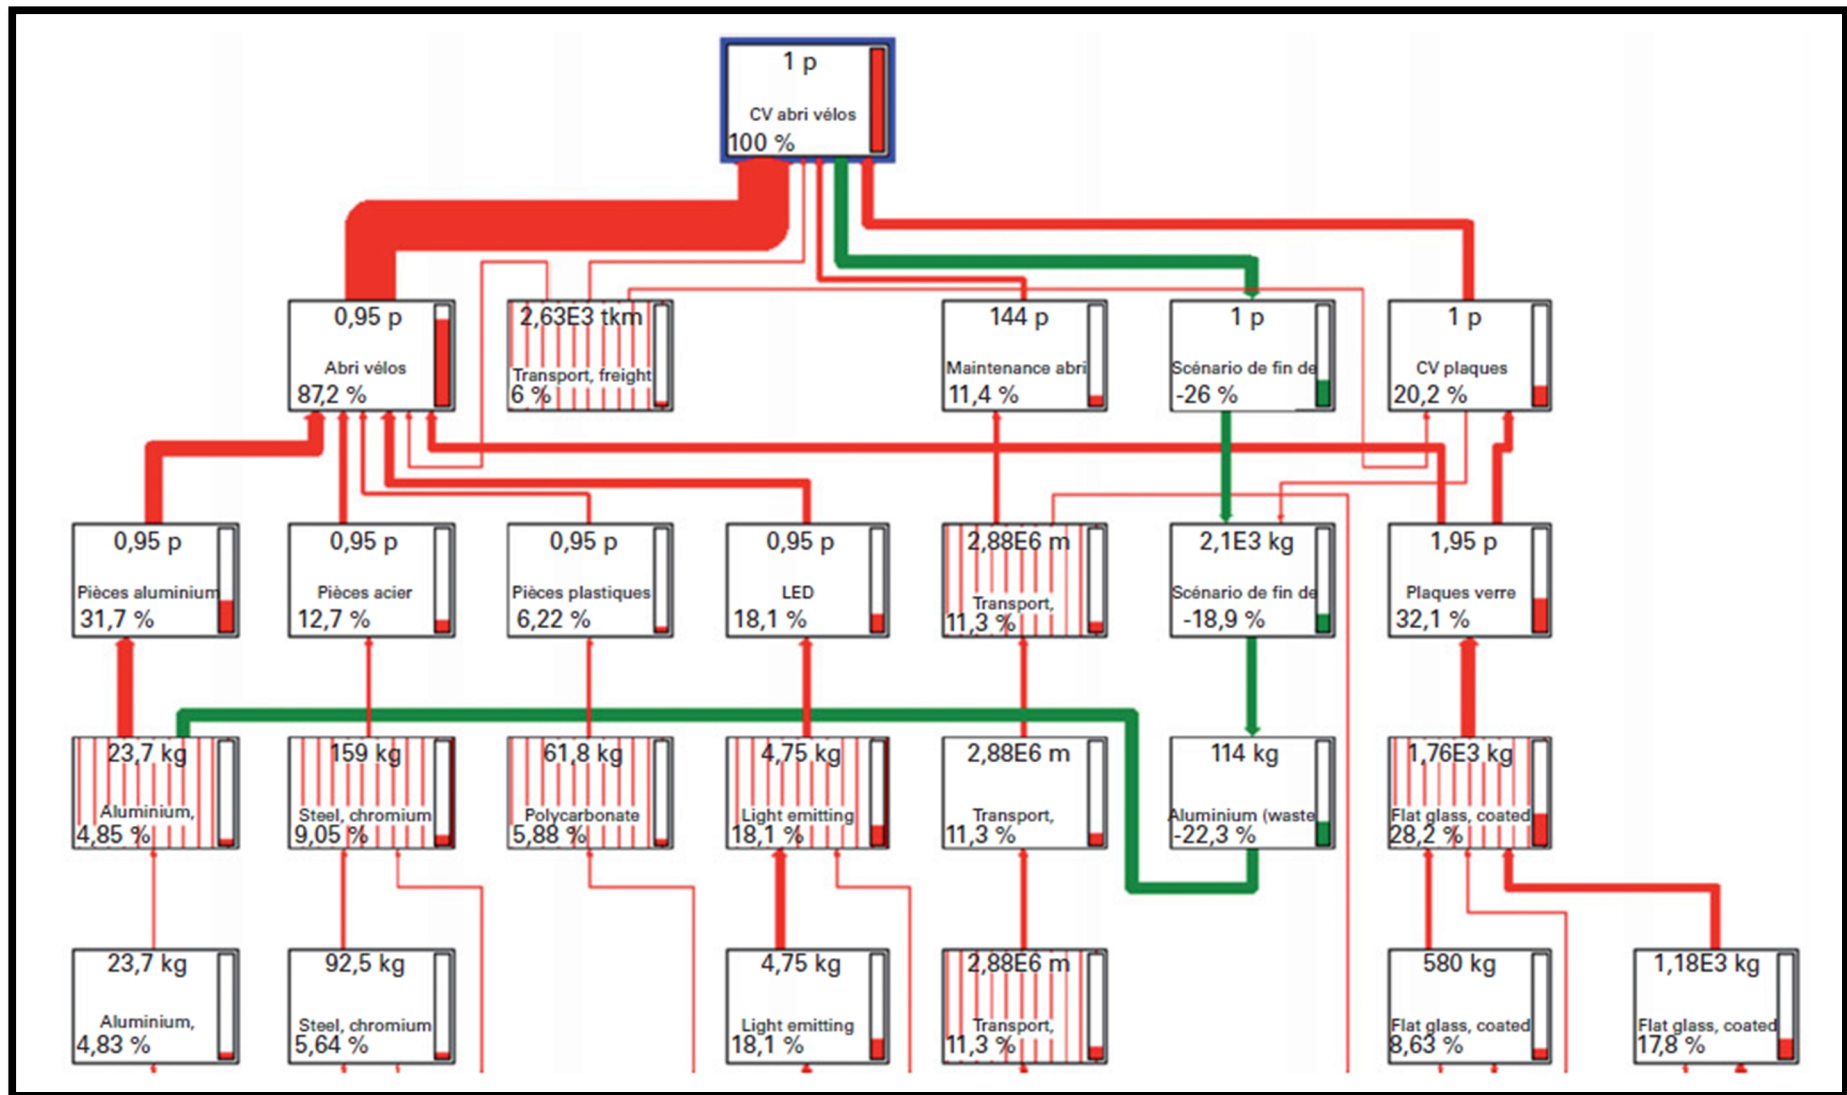 1 p
CV abri vélos
100 %
0,95 p
Abri vélos
87,2 %
2,63E3 tkm
Transport, freight
6 %
144 p
Maintenance abri
11,4 %
1 p
Scénario de fin de
-26 %
1 p
CV plaques
20,2 %
0,95 p
Pièces aluminium
31,7 %
0,95 p
Pièces acier
12,7 %
0,95 p
Pièces plastiques
6,22 %
0,95 p
LED
18,1 %
2,88E6 m
Transport,
11,3 %
2,1E3 kg
Scénario de fin de
-18,9 %
1,95 p
Plaques verre
32,1 %
23,7 kg
Aluminium,
4,85 %
159 kg
Steel, chromium
9,05 %
61,8 kg
Polycarbonate
5,88 %
4,75 kg
Light emitting
18,1 %
2,88E6 m
Transport,
11,3 %
114 kg
Aluminium (waste
-22,3 %
1,76E3 kg
Flat glass, coated
28,2 %
23,7 kg
Aluminium,
4,83 %
92,5 kg
Steel, chromium
5,64 %
4,75 kg
Light emitting
18,1 %
2,88E6 m
Transport,
11,3 %
580 kg
Flat glass, coated
8,63 %
1,18E3 kg
Flat glass, coated
17,8 %